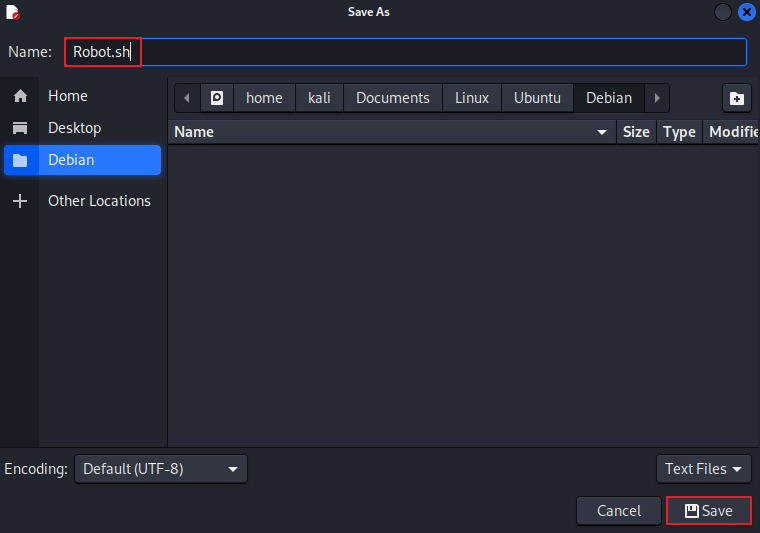 Save As
Name: Robot.sh
Home
Desktop
Debian
Other Locations
home kali Documents Linux Ubuntu Debian
Name Size Type Modifie
Encoding: Default (UTF-8) Text Files
Cancel Save